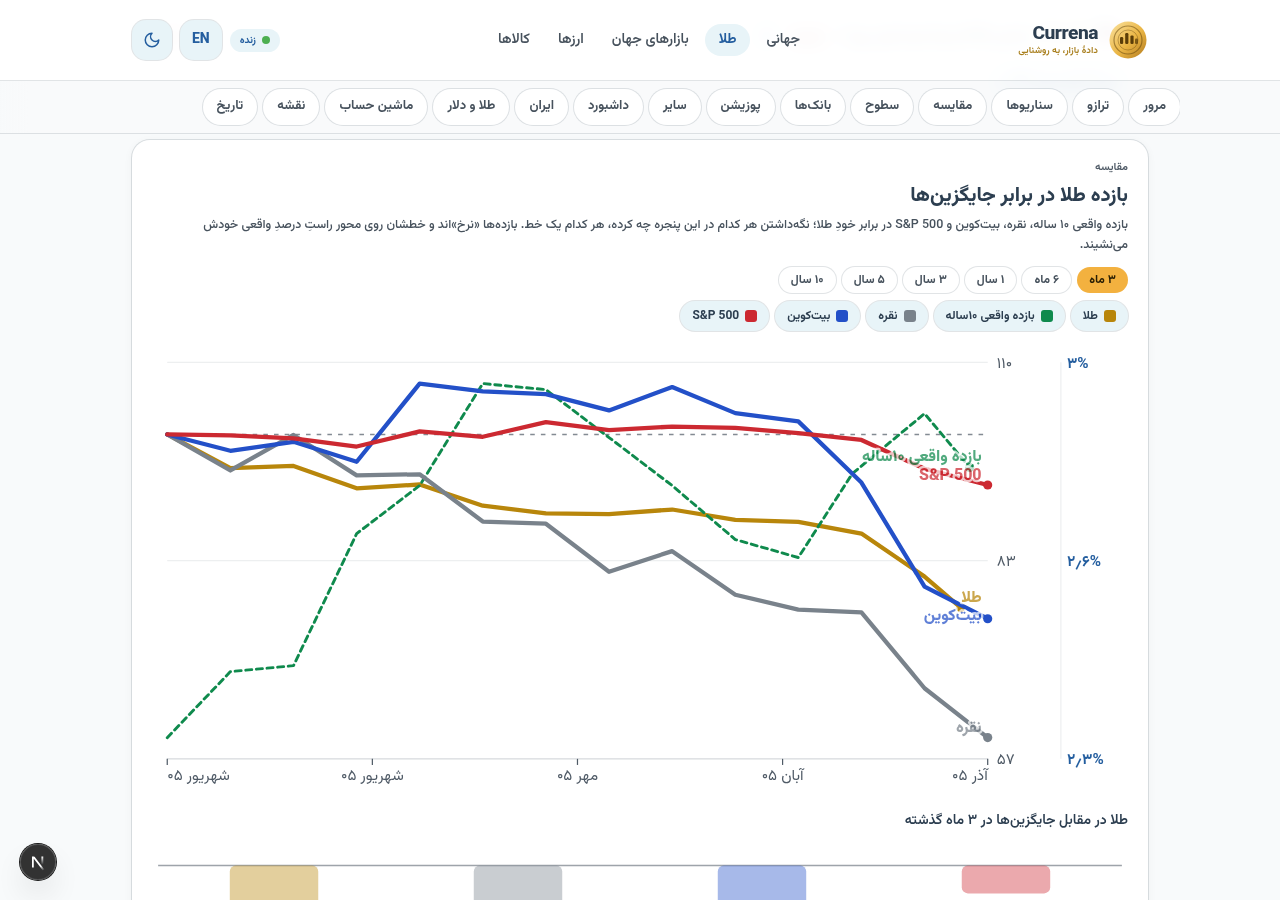 Currena
دادهٔ بازار، به روشنایی
جهانی
طلا
بازارهای جهان
ارزها
کالاها
زنده
EN
مرور
ترازو
سناریوها
مقایسه
سطوح
بانک‌ها
پوزیشن
سایر
داشبورد
ایران
طلا و دلار
ماشین حساب
نقشه
تاریخ
مقایسه
بازده طلا در برابر جایگزین‌ها
بازده واقعی ۱۰ ساله، نقره، بیت‌کوین و S&P 500 در برابر خودِ طلا؛ نگه‌داشتن هر کدام در این پنجره چه کرده، هر کدام یک خط. بازده‌ها «نرخ»اند و خطشان روی محور راستِ درصدِ واقعی خودش
می‌نشیند.
۳ ماه
۶ ماه
۱ سال
۳ سال
۵ سال
۱۰ سال
طلا
بازده واقعی ۱۰ساله
نقره
بیت‌کوین
S&P 500
۳%
۱۱۰
بازده واقعی ۱۰ساله
S&P 500
۲٫۶%
۸۳
طلا
بیت‌کوین
نقره
۲٫۳%
۵۷
شهریور ۰۵
شهریور ۰۵
مهر ۰۵
آبان ۰۵
آذر ۰۵
طلا در مقابل جایگزین‌ها در ۳ ماه گذشته
N